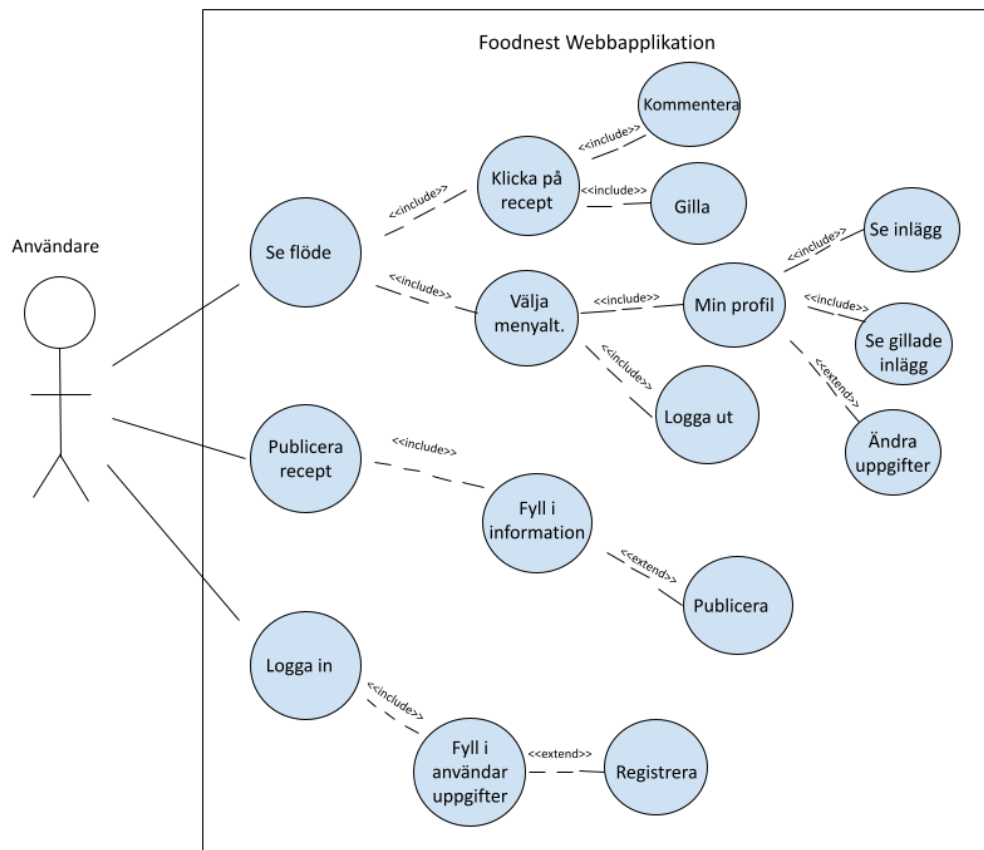 Foodnest Webbapplikation
Användare
Se flöde
<<include>>
Klicka på
recept
<<include>>
Kommentera
<<include>>
Gilla
<<include>>
Välja
menyalt.
<<include>>
Min profil
<<include>>
Se inlägg
<<include>>
Se gillade
inlägg
<<extend>>
Ändra
uppgifter
<<include>>
Logga ut
Publicera
recept
<<include>>
Fyll i
information
<<extend>>
Publicera
Logga in
<<include>>
Fyll i
användar
uppgifter
<<extend>>
Registrera